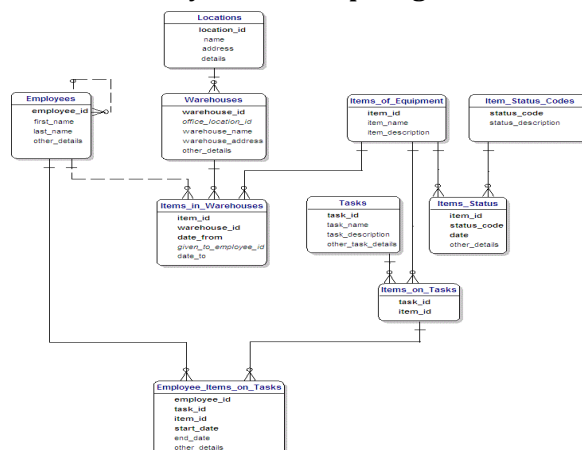 Locations
location_id
name
address
details
Employees
employee_id
first_name
last_name
other_details
Warehouses
warehouse_id
office_location_id
warehouse_name
warehouse_address
other_details
Items_of_Equipment
item_id
item_name
item_description
Item_Status_Codes
status_code
status_description
Items_in_Warehouses
item_id
warehouse_id
date_from
given_to_employee_id
date_to
Tasks
task_id
task_name
task_description
other_task_details
Items_Status
item_id
status_code
date
other_details
Items_on_Tasks
task_id
item_id
Employee_Items_on_Tasks
employee_id
task_id
item_id
start_date
end_date
other_details